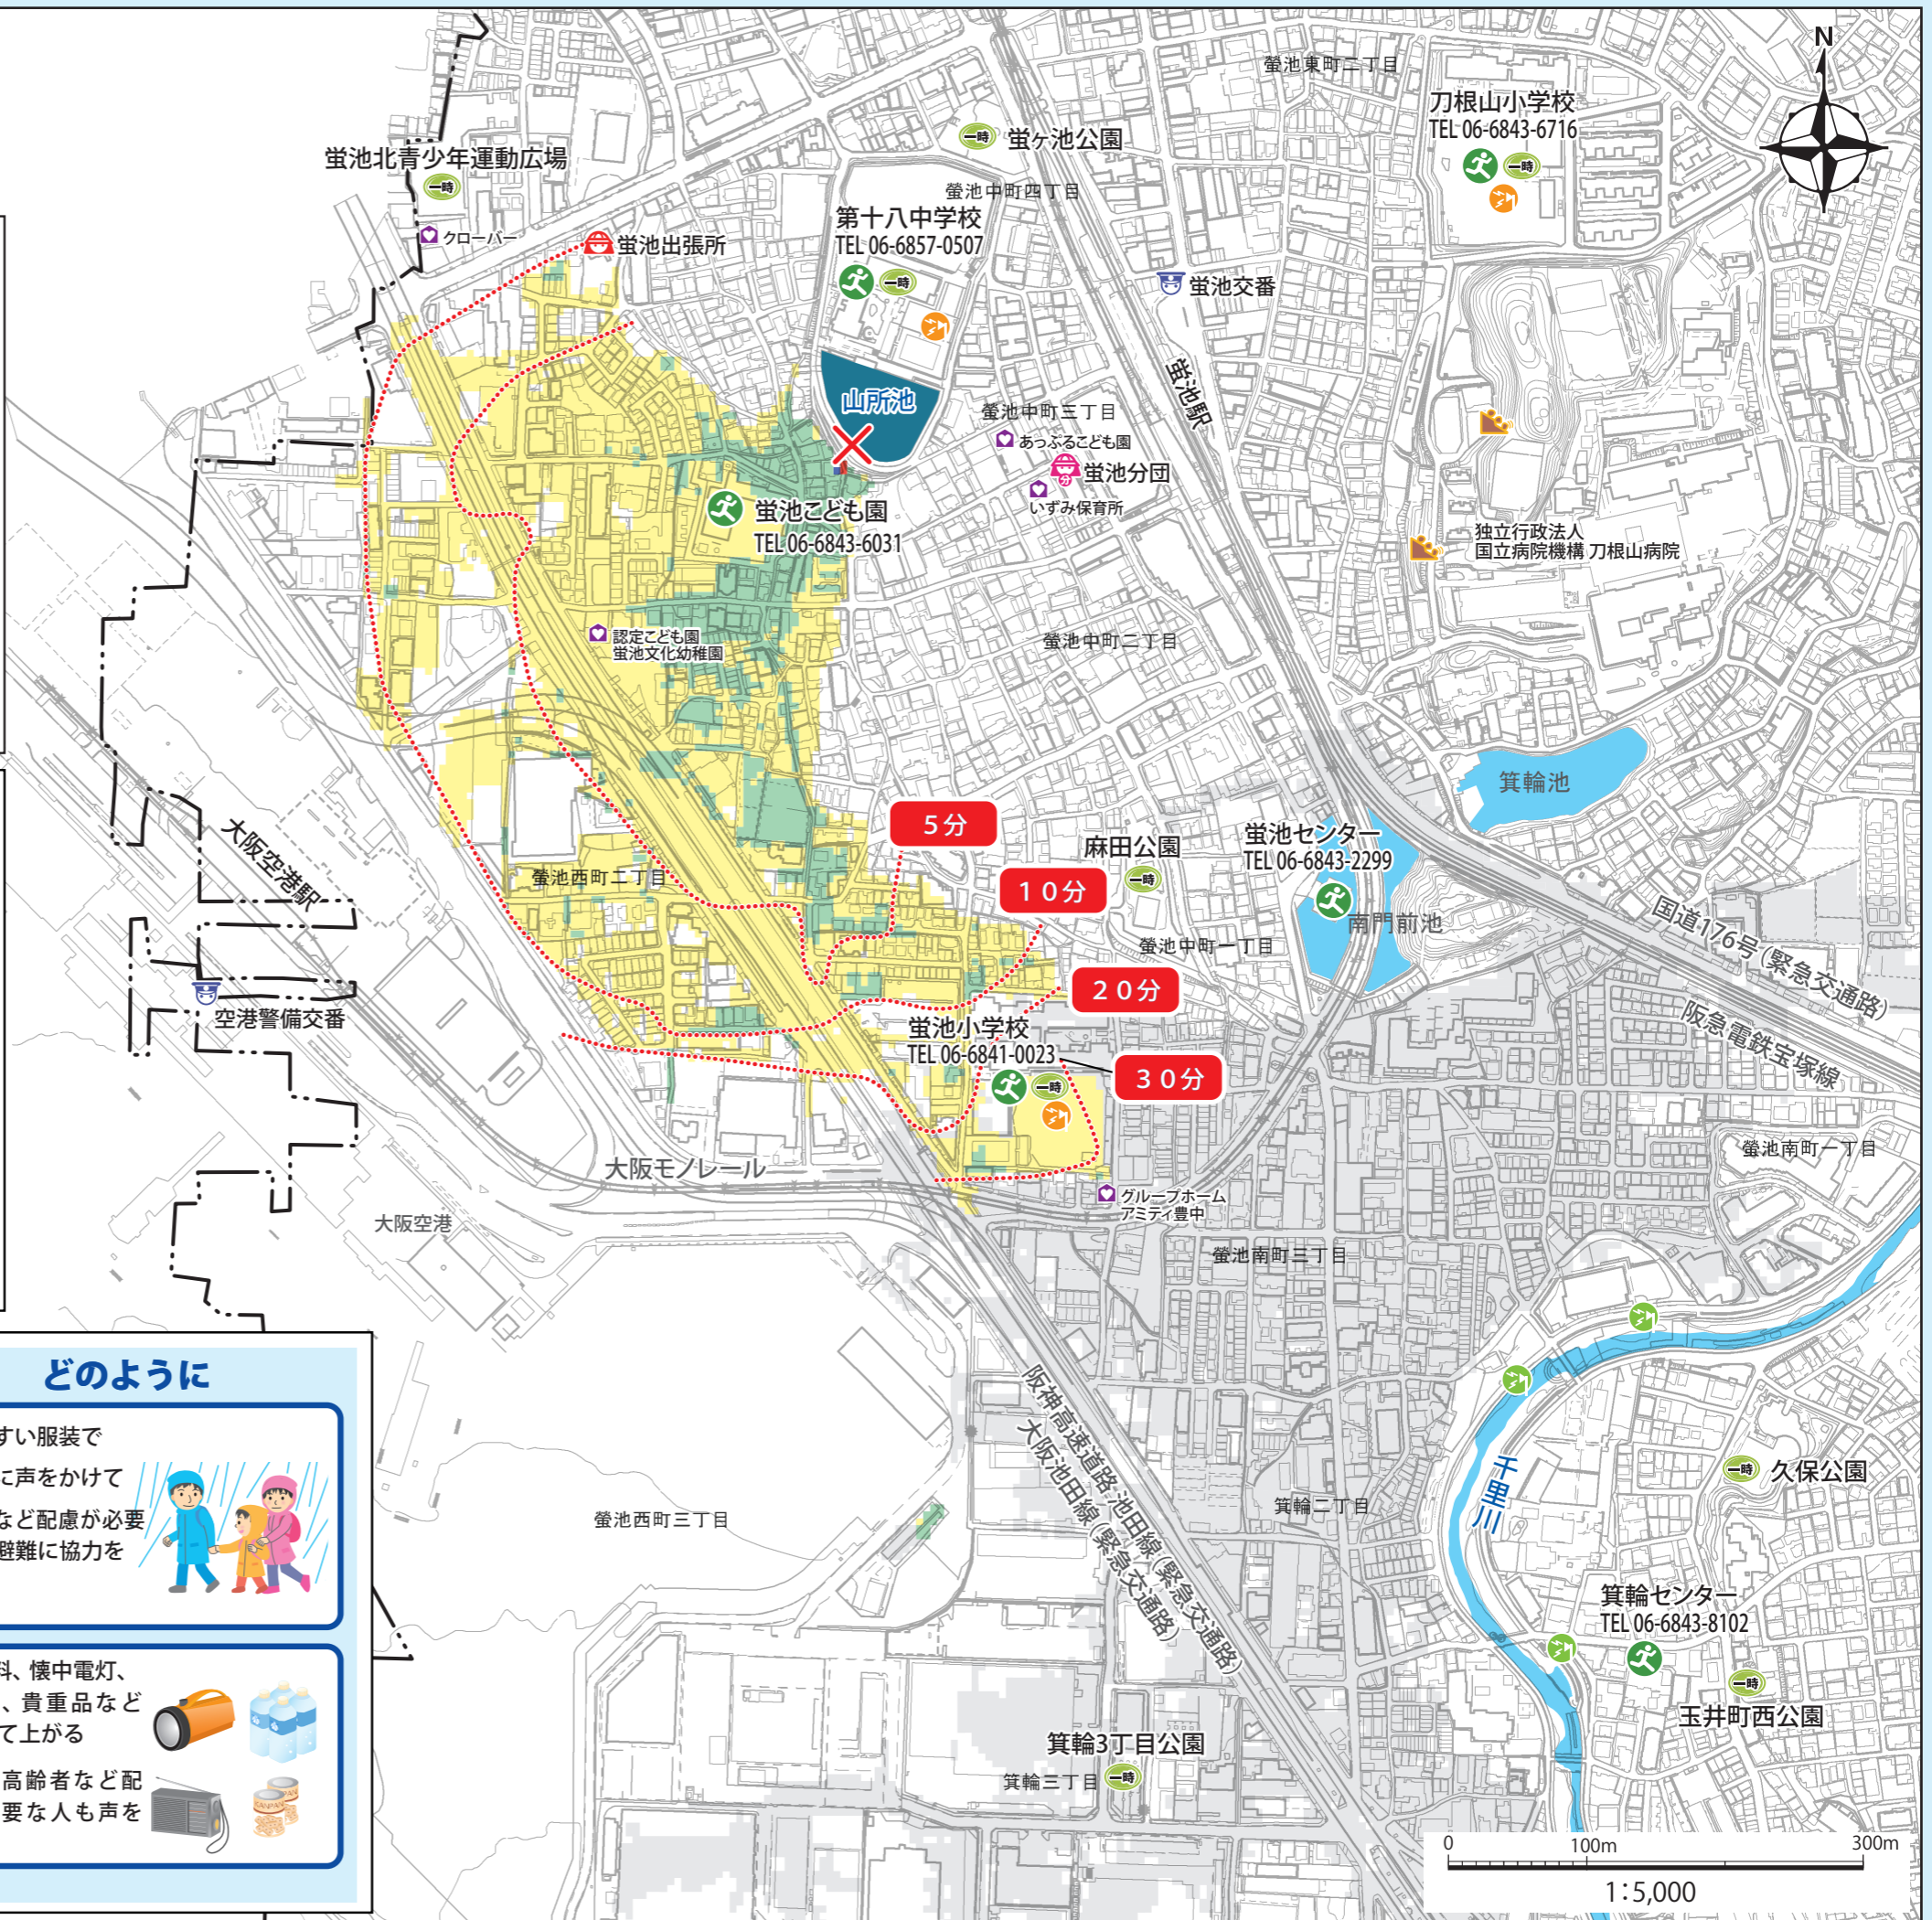 N
螢池東町二丁目
刀根山小学校
TEL 06-6843-6716
一時
一時
蛍ヶ池公園
蛍池北青少年運動広場
一時
螢池中町四丁目
第十八中学校
TEL 06-6857-0507
一時
クローバー
蛍池出張所
蛍池交番
蛍池駅
山所池
螢池中町三丁目
あっぷるこども園
分
蛍池分団
いずみ保育所
蛍池こども園
TEL 06-6843-6031
独立行政法人
国立病院機構 刀根山病院
認定こども園
蛍池文化幼稚園
螢池中町二丁目
箕輪池
5分
麻田公園
一時
蛍池センター
TEL 06-6843-2299
大阪空港駅
螢池西町二丁目
10分
南門前池
国道176号(緊急交通路)
螢池中町一丁目
20分
空港警備交番
蛍池小学校
TEL 06-6841-0023
一時
阪急電鉄宝塚線
30分
螢池南町一丁目
大阪モノレール
グループホーム
アミティ豊中
大阪空港
螢池南町三丁目
どのように
すい服装で
に声をかけて
など配慮が必要
避難に協力を
阪神高速道路 池田線(緊急交通路)
大阪池田線(緊急交通路)
千里川
一時
久保公園
箕輪二丁目
螢池西町三丁目
箕輪センター
TEL 06-6843-8102
料、懐中電灯、
、貴重品など
て上がる
一時
玉井町西公園
箕輪3丁目公園
箕輪三丁目
一時
高齢者など配
要な人も声を
KANPAN
0
100m
300m
1:5,000